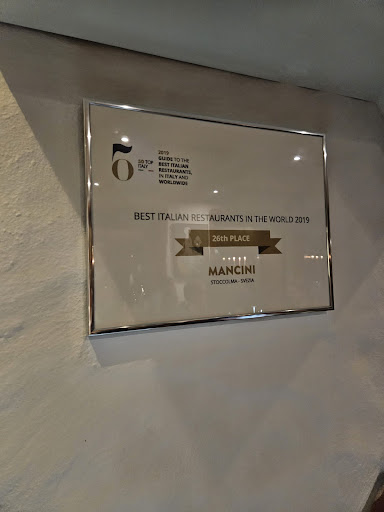 50
50 TOP
ITALY
2019
GUIDE TO THE
BEST ITALIAN
RESTAURANTS,
IN ITALY AND
WORLDWIDE
BEST ITALIAN RESTAURANTS IN THE WORLD 2019
26th PLACE
MANCINI
STOCCOLMA - SVEZIA